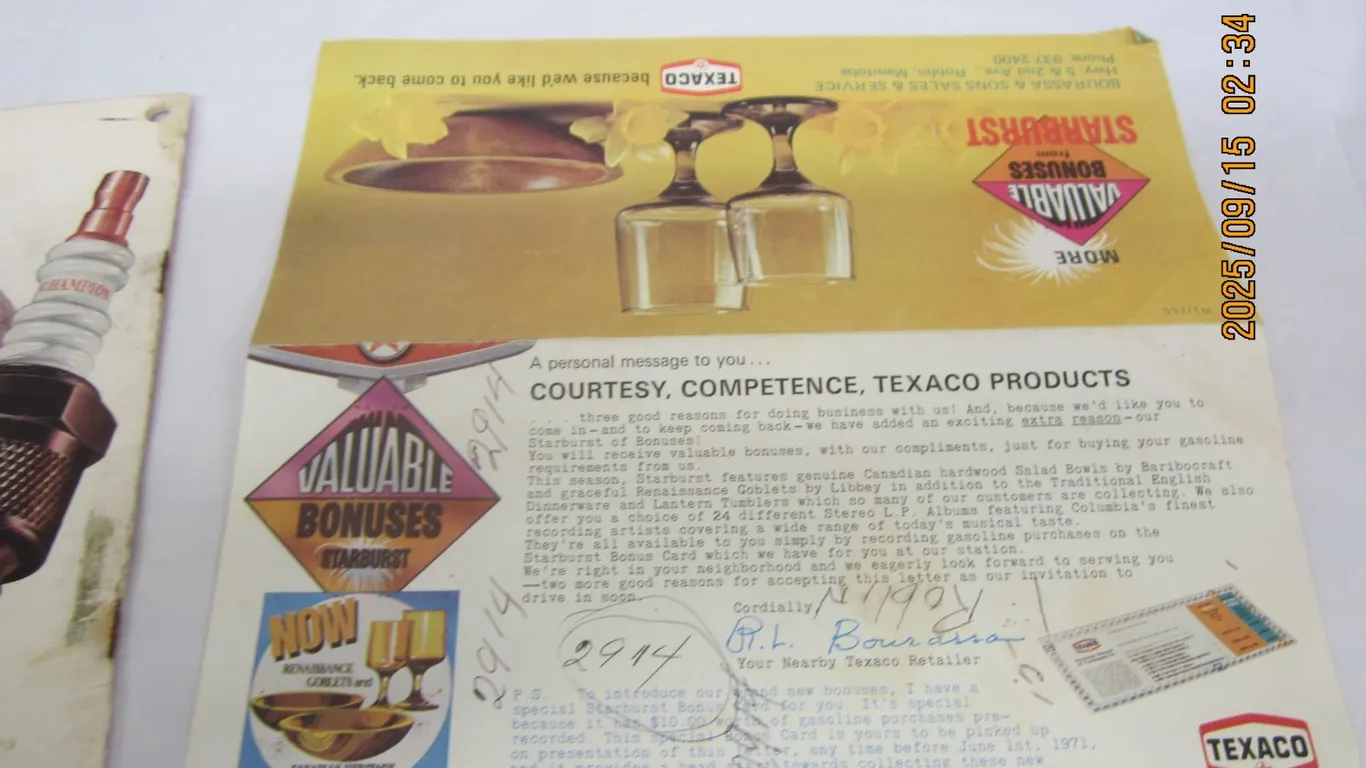 2025/09/15 02:34
CHAMPION
BOURASSA & SONS SALES & SERVICE
Hwy 5 & 2nd Ave., Roblin, Manitoba
Phone 937 2400
TEXACO because we'd like you to come back.
MORE
VALUABLE
BONUSES
from
STARBURST
A personal message to you...
COURTESY, COMPETENCE, TEXACO PRODUCTS
. . . . three good reasons for doing business with us! And, because we'd like you to
come in—and to keep coming back—we have added an exciting extra reason—our
Starburst of Bonuses!
You will receive valuable bonuses, with our compliments, just for buying your gasoline
requirements from us.
This season, Starburst features genuine Canadian hardwood Salad Bowls by Baribocraft
and graceful Renaissance Goblets by Libbey in addition to the Traditional English
Dinnerware and Lantern Tumblers which so many of our customers are collecting. We also
offer you a choice of 24 different Stereo L.P. Albums featuring Columbia's finest
recording artists covering a wide range of today's musical taste.
They're all available to you simply by recording gasoline purchases on the
Starburst Bonus Card which we have for you at our station.
We're right in your neighborhood and we eagerly look forward to serving you
—two more good reasons for accepting this letter as our invitation to
drive in soon.
Cordially,
R.L. Bourassa
Your Nearby Texaco Retailer
2914
2914
2914
Roblin
VALUABLE
BONUSES
STARBURST
NOW
RENAISSANCE
GOBLETS and
P.S. To introduce our brand new bonuses, I have a
special Starburst Bonus Card for you. It's special
because it has $10.00 worth of gasoline purchases pre-
recorded. This special Bonus Card is yours to be picked up
on presentation of this letter, any time before June 1st, 1971,
and it provides a head start towards collecting these new
TEXACO